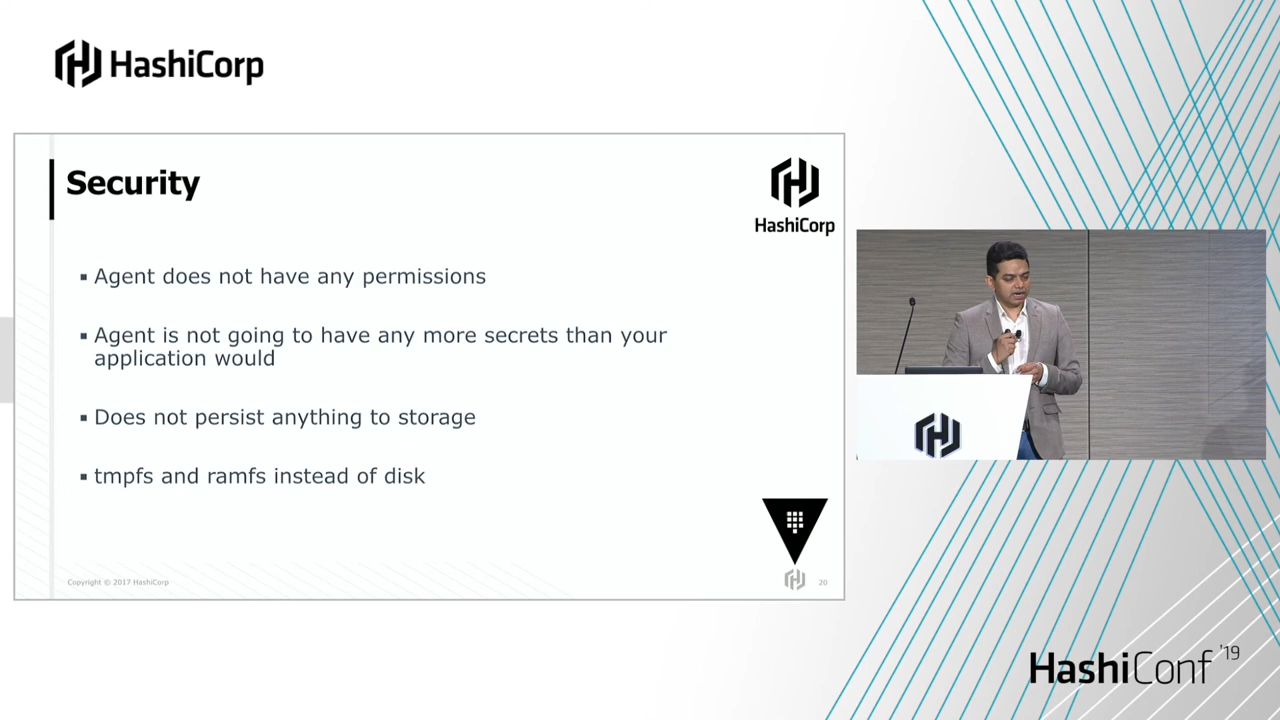 HashiCorp
Security
HashiCorp
▪ Agent does not have any permissions
▪ Agent is not going to have any more secrets than your
application would
▪ Does not persist anything to storage
▪ tmpfs and ramfs instead of disk
Copyright © 2017 HashiCorp
20
HashiConf '19